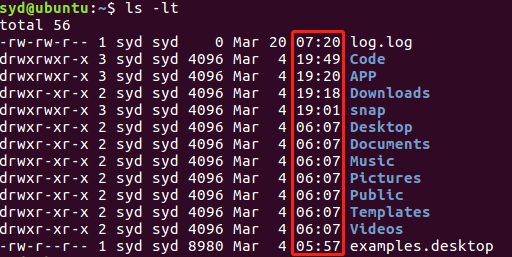 syd@ubuntu:~$ ls -lt
total 56
-rw-rw-r-- 1 syd syd    0 Mar 20 07:20 log.log
drwxrwxr-x 3 syd syd 4096 Mar  4 19:49 Code
drwxrwxr-x 3 syd syd 4096 Mar  4 19:20 APP
drwxr-xr-x 2 syd syd 4096 Mar  4 19:18 Downloads
drwxrwxr-x 3 syd syd 4096 Mar  4 19:01 snap
drwxr-xr-x 2 syd syd 4096 Mar  4 06:07 Desktop
drwxr-xr-x 2 syd syd 4096 Mar  4 06:07 Documents
drwxr-xr-x 2 syd syd 4096 Mar  4 06:07 Music
drwxr-xr-x 2 syd syd 4096 Mar  4 06:07 Pictures
drwxr-xr-x 2 syd syd 4096 Mar  4 06:07 Public
drwxr-xr-x 2 syd syd 4096 Mar  4 06:07 Templates
drwxr-xr-x 2 syd syd 4096 Mar  4 06:07 Videos
-rw-r--r-- 1 syd syd 8980 Mar  4 05:57 examples.desktop